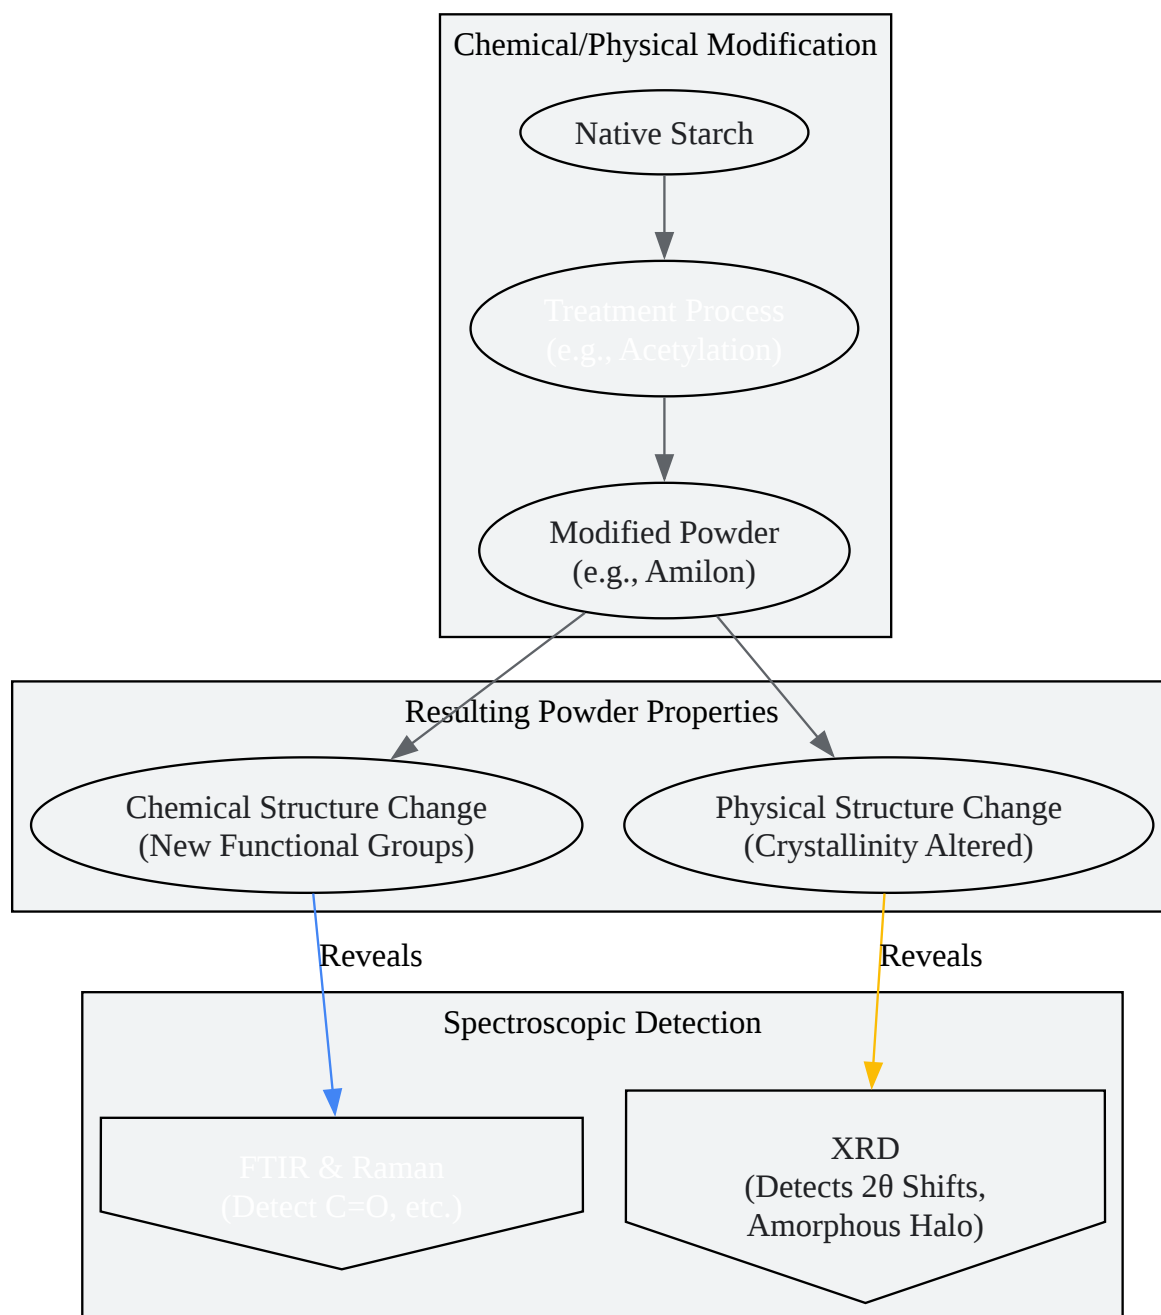 Chemical/Physical Modification
Native Starch
Treatment Process
(e.g., Acetylation)
Modified Powder
(e.g., Amilon)
Resulting Powder Properties
Chemical Structure Change
(New Functional Groups)
Physical Structure Change
(Crystallinity Altered)
Reveals
Reveals
Spectroscopic Detection
FTIR & Raman
(Detect C=O, etc.)
XRD
(Detects 2θ Shifts,
Amorphous Halo)